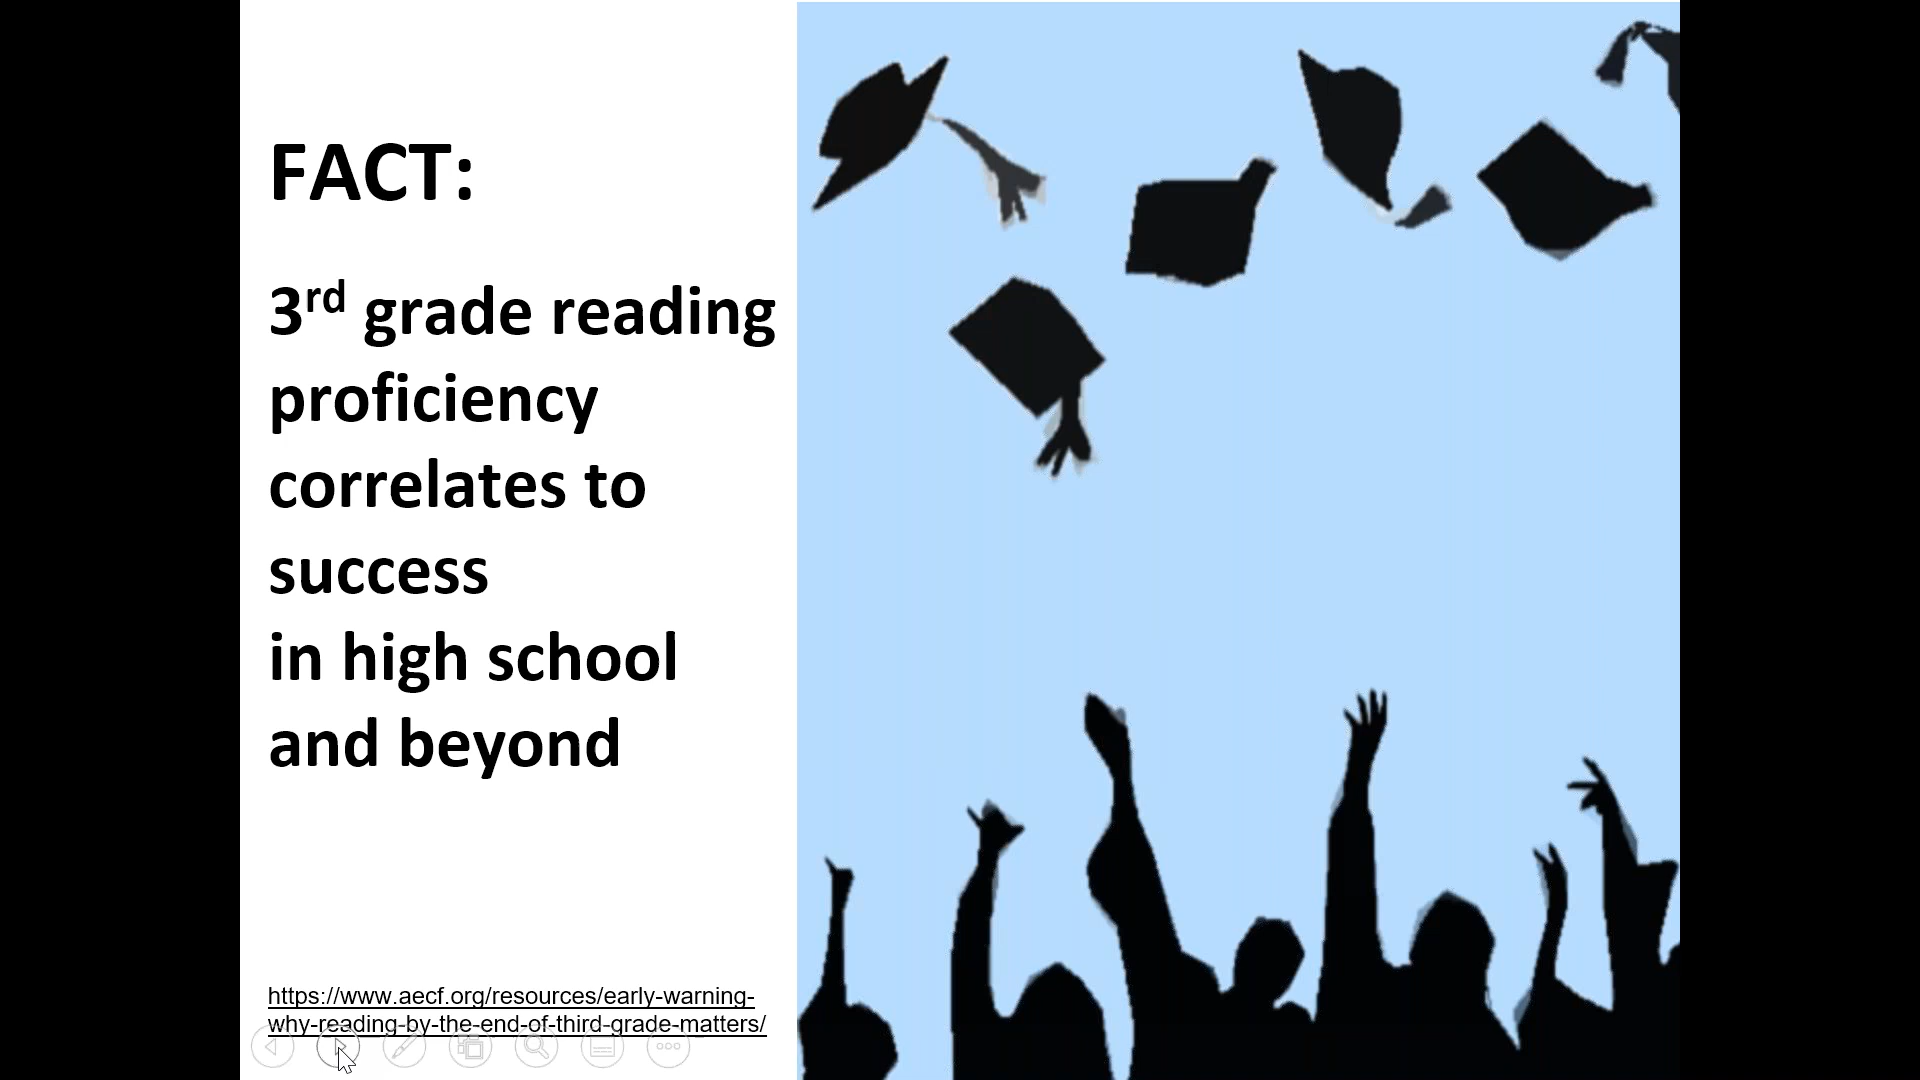 FACT:
3rd grade reading
proficiency
correlates to
success
in high school
and beyond
https://www.aecf.org/resources/early-warning-
why-reading-by-the-end-of-third-grade-matters/